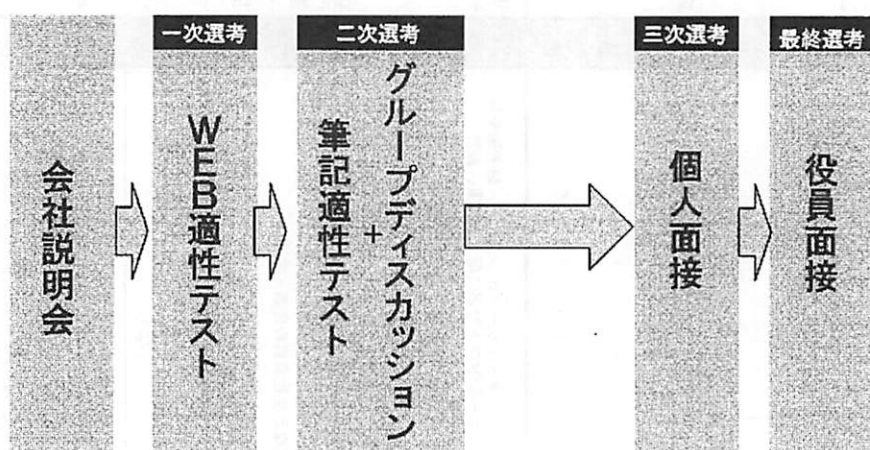 会社説明会
一次選考
WEB適性テスト
二次選考
グループディスカッション
+
筆記適性テスト
三次選考
個人面接
最終選考
役員面接